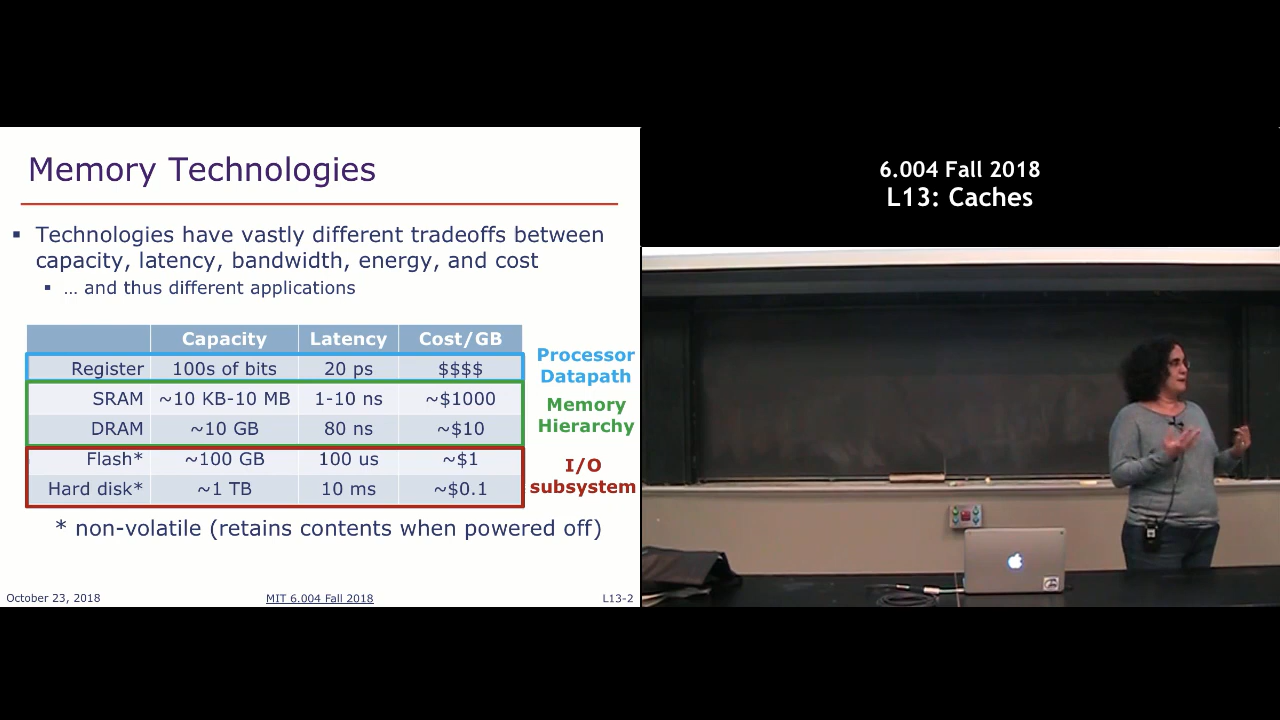 Memory Technologies
▪ Technologies have vastly different tradeoffs between
capacity, latency, bandwidth, energy, and cost
▪ … and thus different applications
Capacity Latency Cost/GB
Register 100s of bits 20 ps $$$$
SRAM ~10 KB-10 MB 1-10 ns ~$1000
DRAM ~10 GB 80 ns ~$10
Flash* ~100 GB 100 us ~$1
Hard disk* ~1 TB 10 ms ~$0.1
Processor
Datapath
Memory
Hierarchy
I/O
subsystem
* non-volatile (retains contents when powered off)
October 23, 2018 MIT 6.004 Fall 2018 L13-2
6.004 Fall 2018
L13: Caches